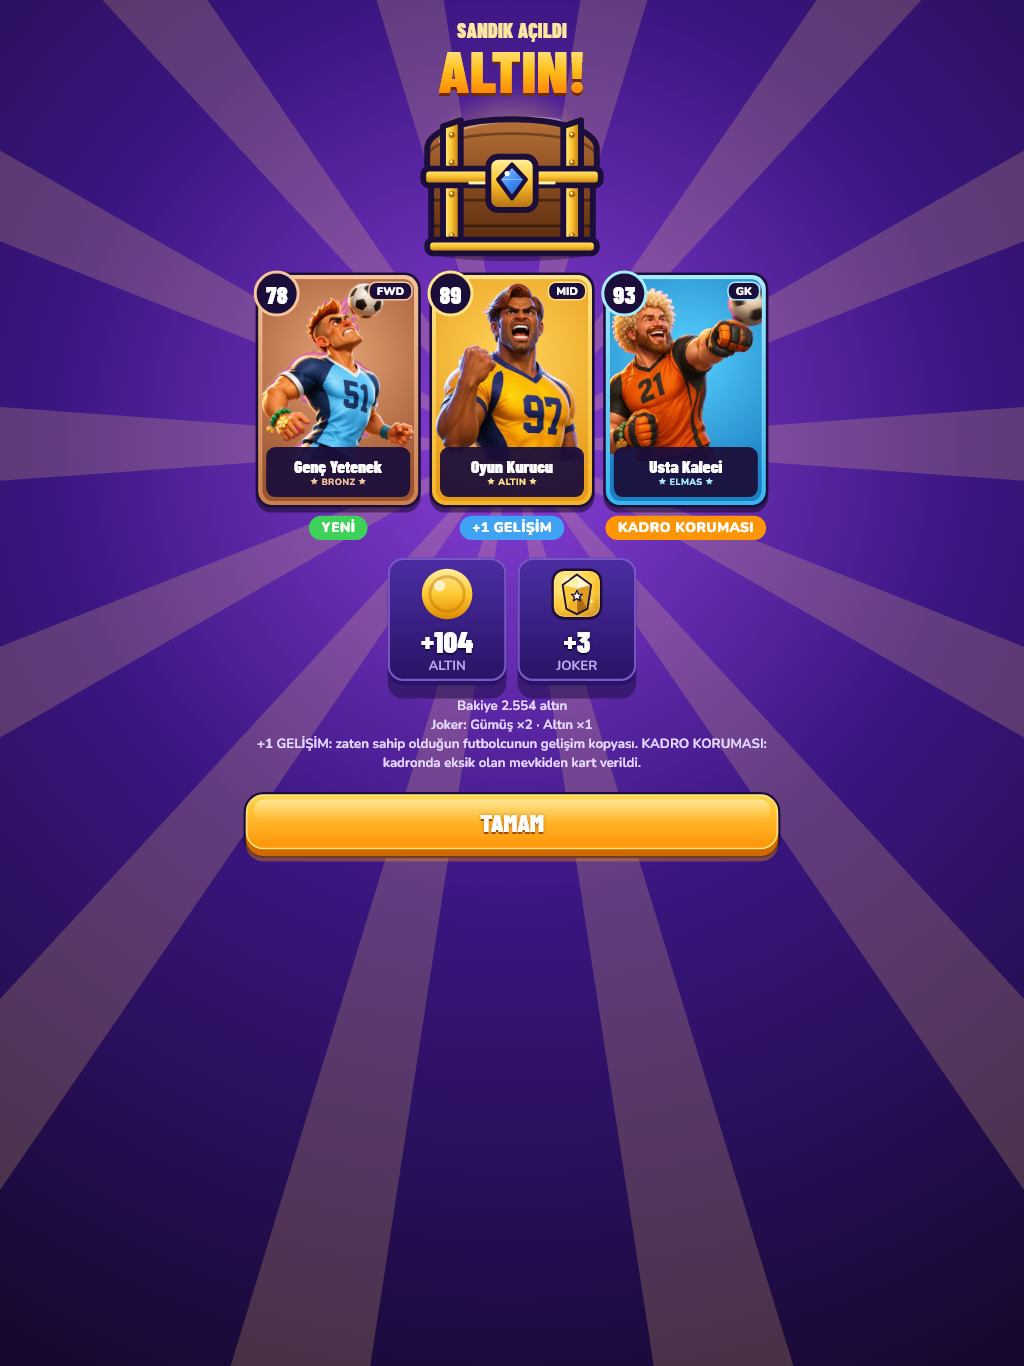 SANDIK AÇILDI
ALTIN!
78
FWD
51
Genç Yetenek
★ BRONZ ★
YENİ
89
MID
97
Oyun Kurucu
★ ALTIN ★
+1 GELİŞİM
93
GK
21
Usta Kaleci
★ ELMAS ★
KADRO KORUMASI
+104
ALTIN
+3
JOKER
Bakiye 2.554 altın
Joker: Gümüş ×2 · Altın ×1
+1 GELİŞİM: zaten sahip olduğun futbolcunun gelişim kopyası. KADRO KORUMASI:
kadronda eksik olan mevkiden kart verildi.
TAMAM